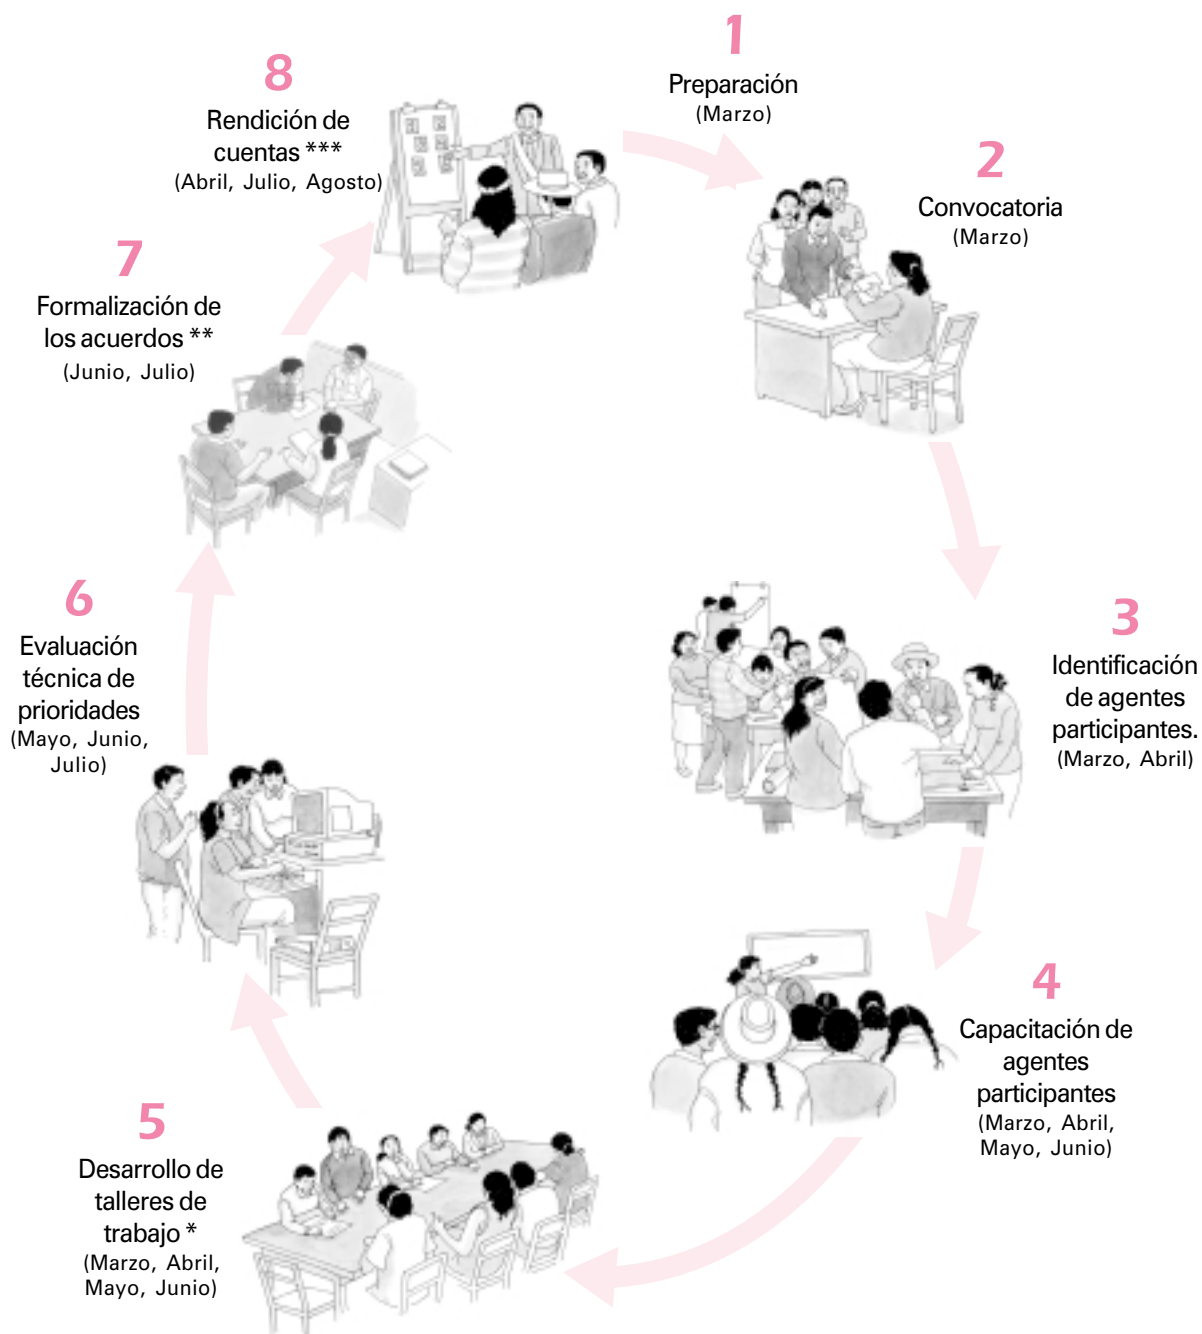 1
Preparación
(Marzo)
2
Convocatoria
(Marzo)
3
Identificación
de agentes
participantes.
(Marzo, Abril)
4
Capacitación de
agentes
participantes
(Marzo, Abril,
Mayo, Junio)
5
Desarrollo de
talleres de
trabajo *
(Marzo, Abril,
Mayo, Junio)
6
Evaluación
técnica de
prioridades
(Mayo, Junio,
Julio)
7
Formalización de
los acuerdos **
(Junio, Julio)
8
Rendición de
cuentas ***
(Abril, Julio, Agosto)